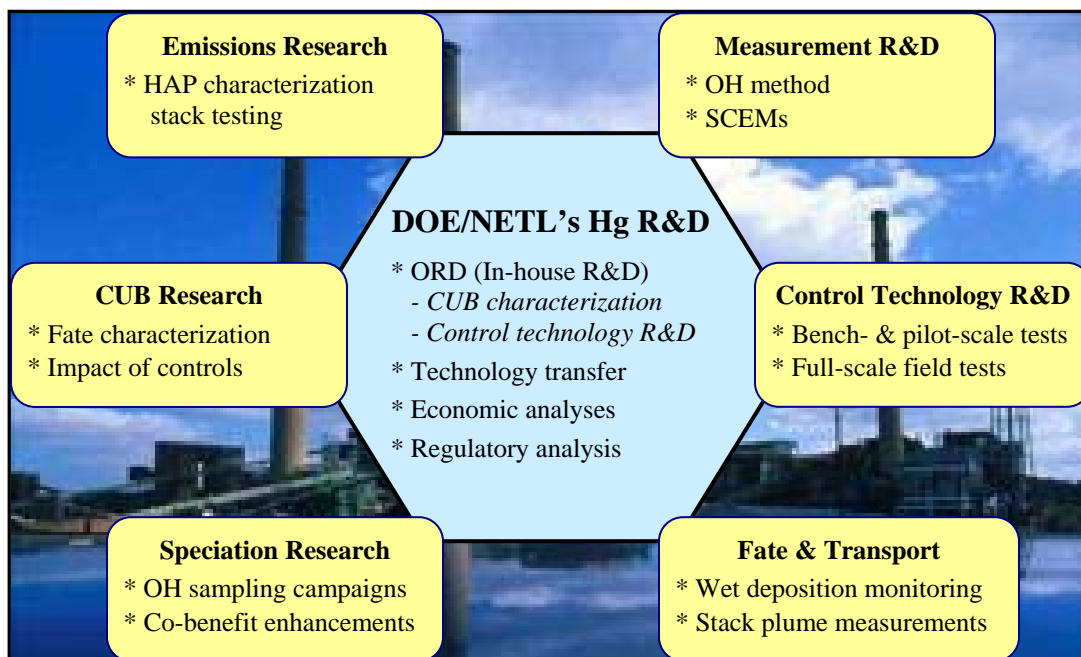 Emissions Research
* HAP characterization
stack testing
Measurement R&D
* OH method
* SCEMs
DOE/NETL’s Hg R&D
* ORD (In-house R&D)
- CUB characterization
- Control technology R&D
* Technology transfer
* Economic analyses
* Regulatory analysis
CUB Research
* Fate characterization
* Impact of controls
Control Technology R&D
* Bench- & pilot-scale tests
* Full-scale field tests
Speciation Research
* OH sampling campaigns
* Co-benefit enhancements
Fate & Transport
* Wet deposition monitoring
* Stack plume measurements